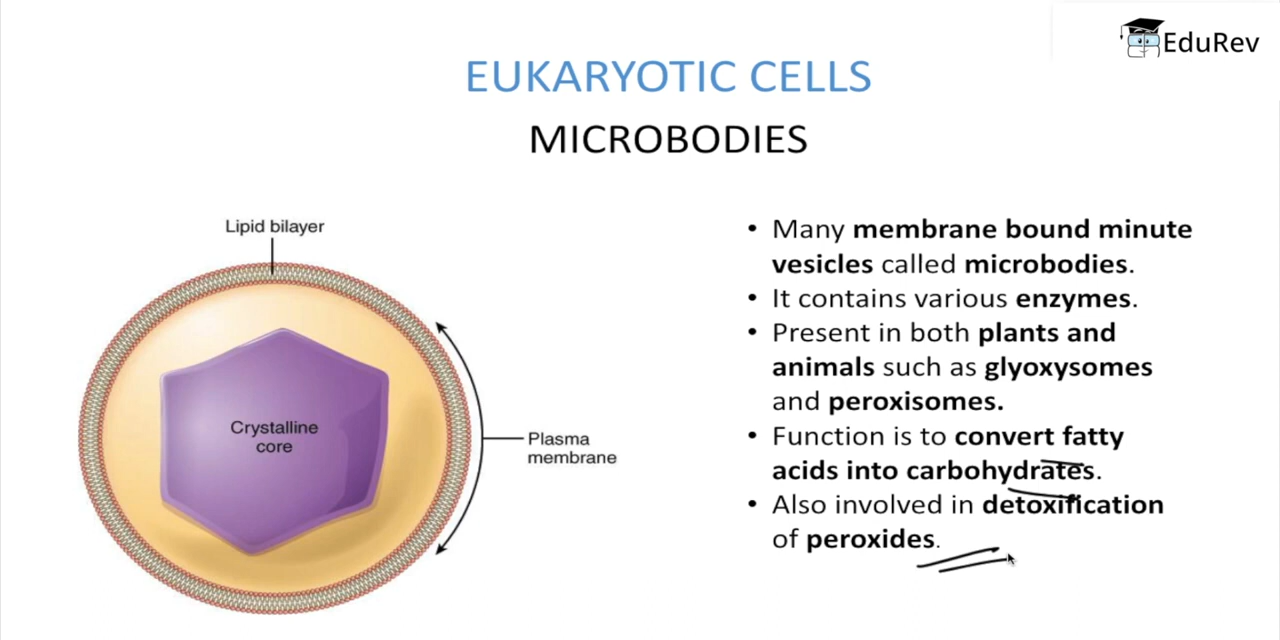 EduRev
EUKARYOTIC CELLS
MICROBODIES
Lipid bilayer
Crystalline
core
Plasma
membrane
• Many membrane bound minute
vesicles called microbodies.
• It contains various enzymes.
• Present in both plants and
animals such as glyoxysomes
and peroxisomes.
• Function is to convert fatty
acids into carbohydrates.
• Also involved in detoxification
of peroxides.